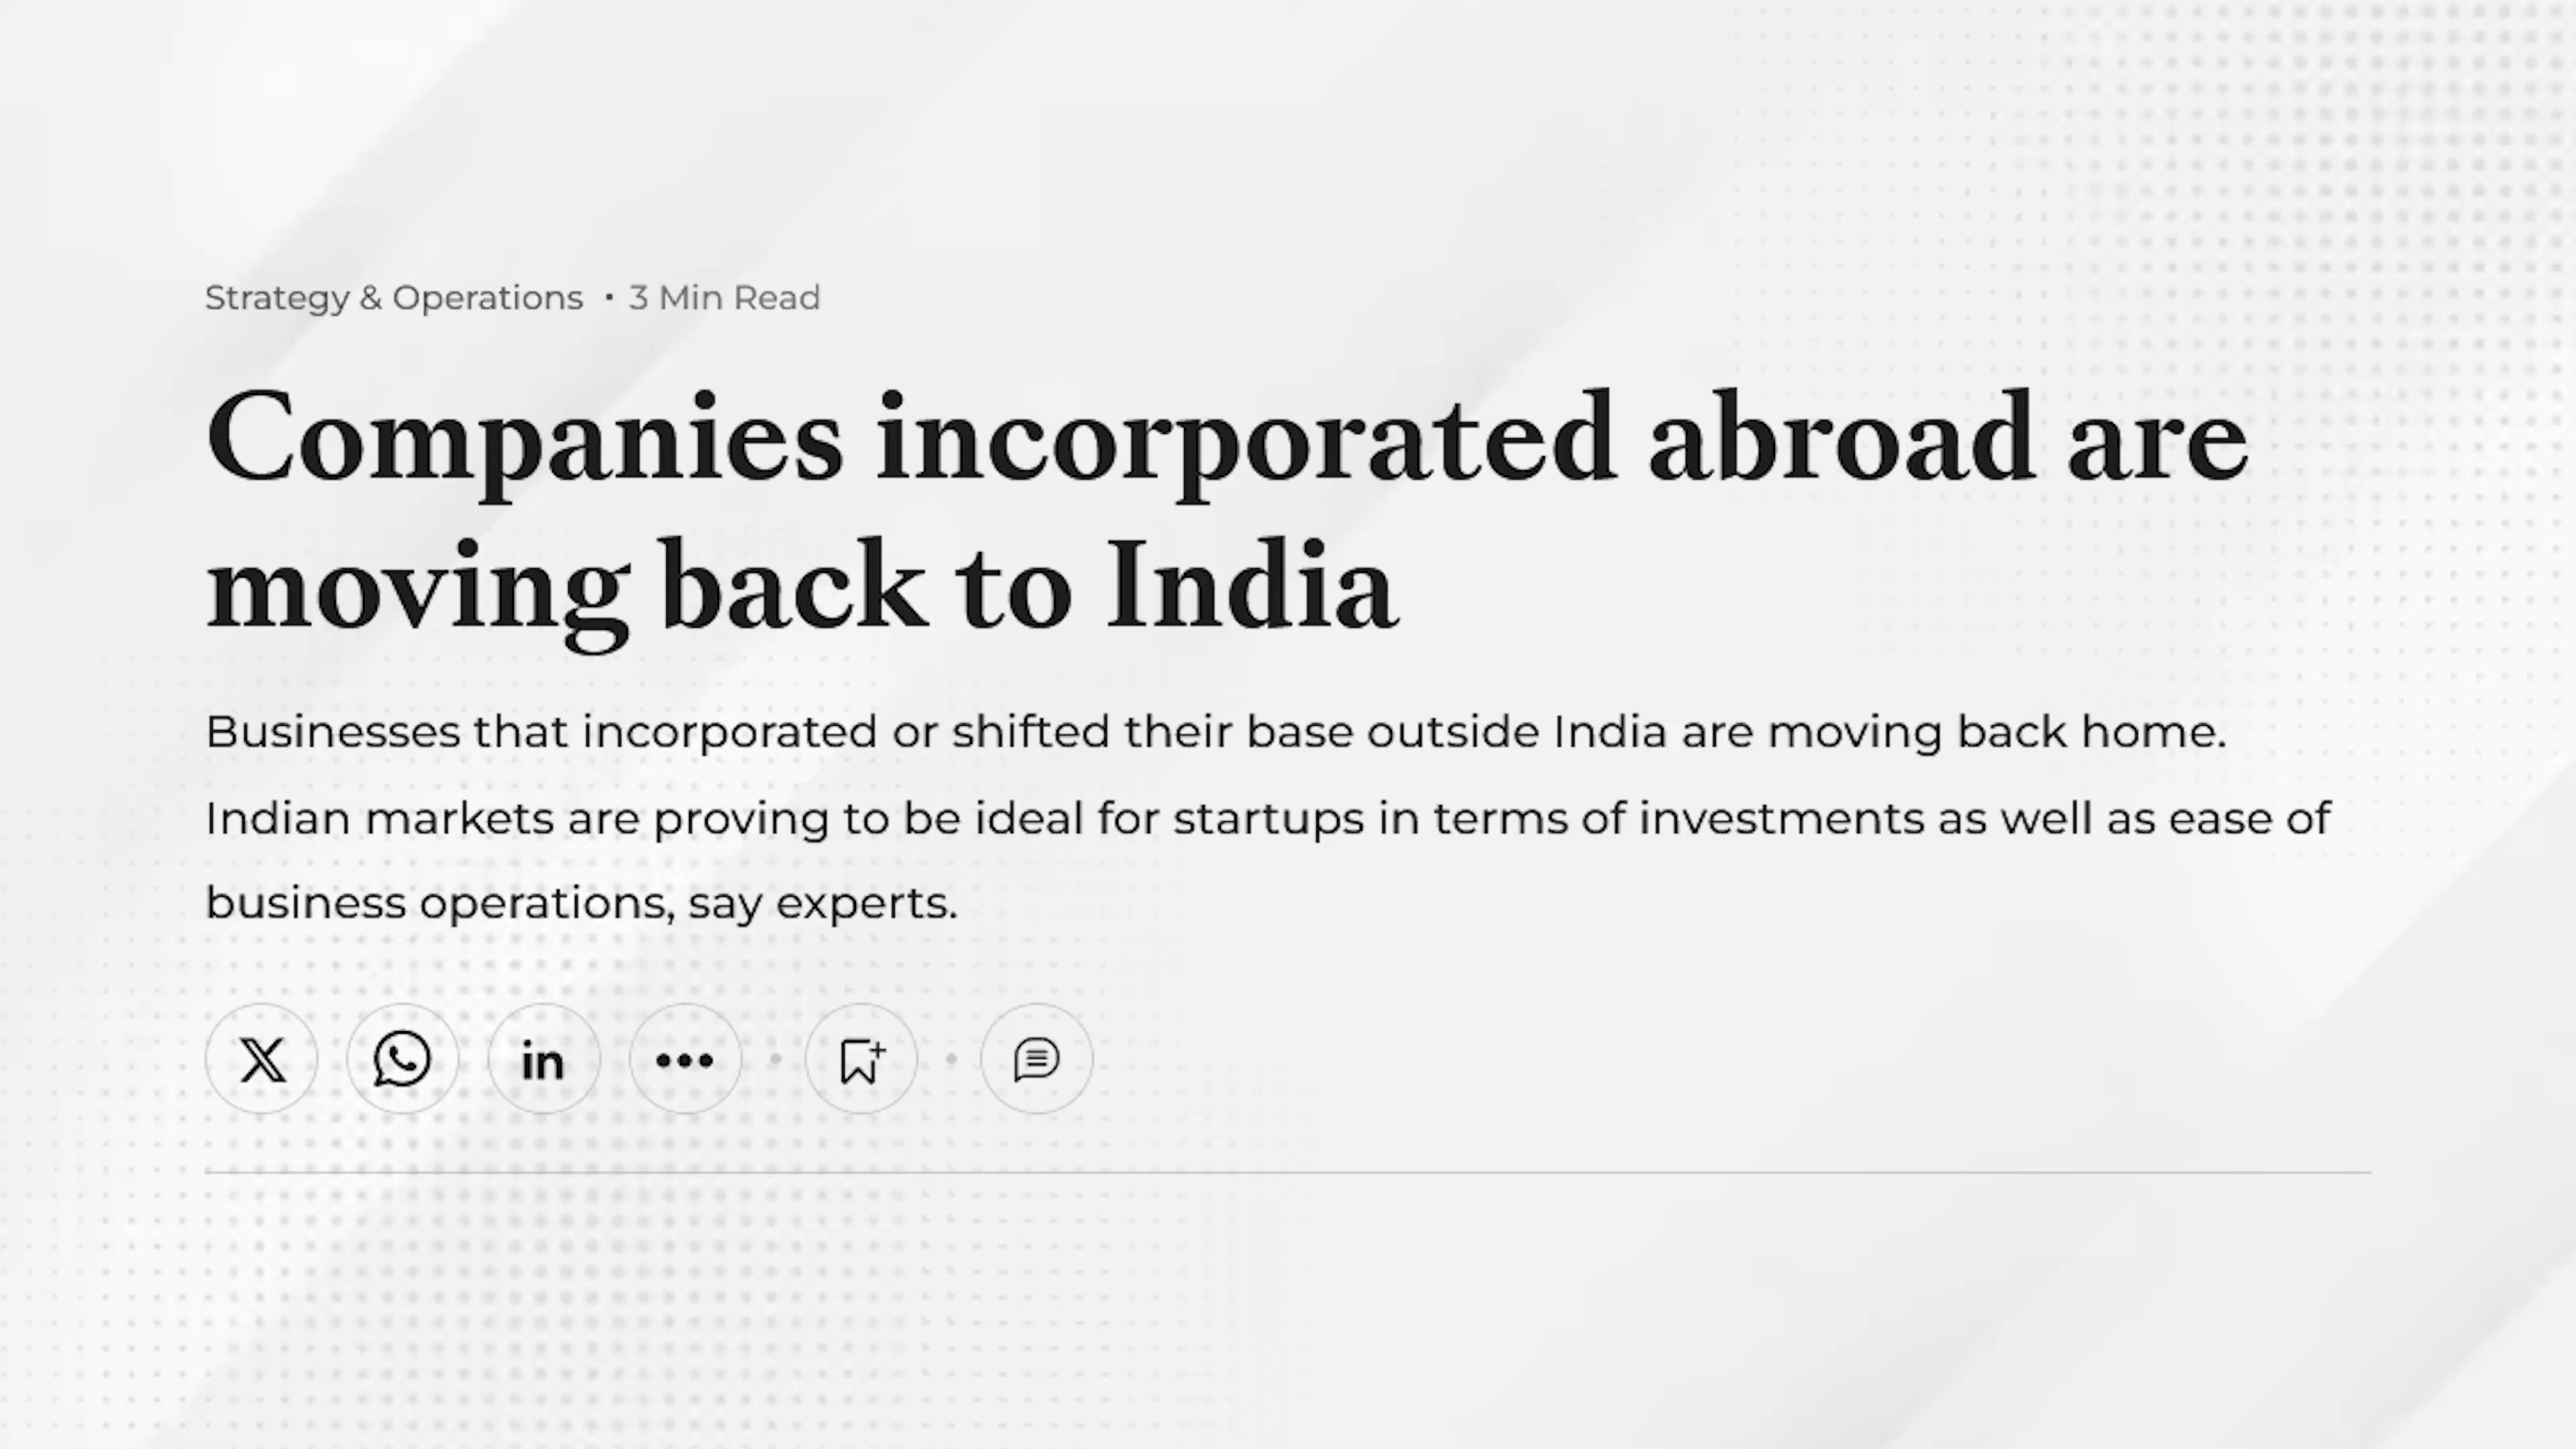 Strategy & Operations · 3 Min Read
Companies incorporated abroad are
moving back to India
Businesses that incorporated or shifted their base outside India are moving back home.
Indian markets are proving to be ideal for startups in terms of investments as well as ease of
business operations, say experts.
X
in